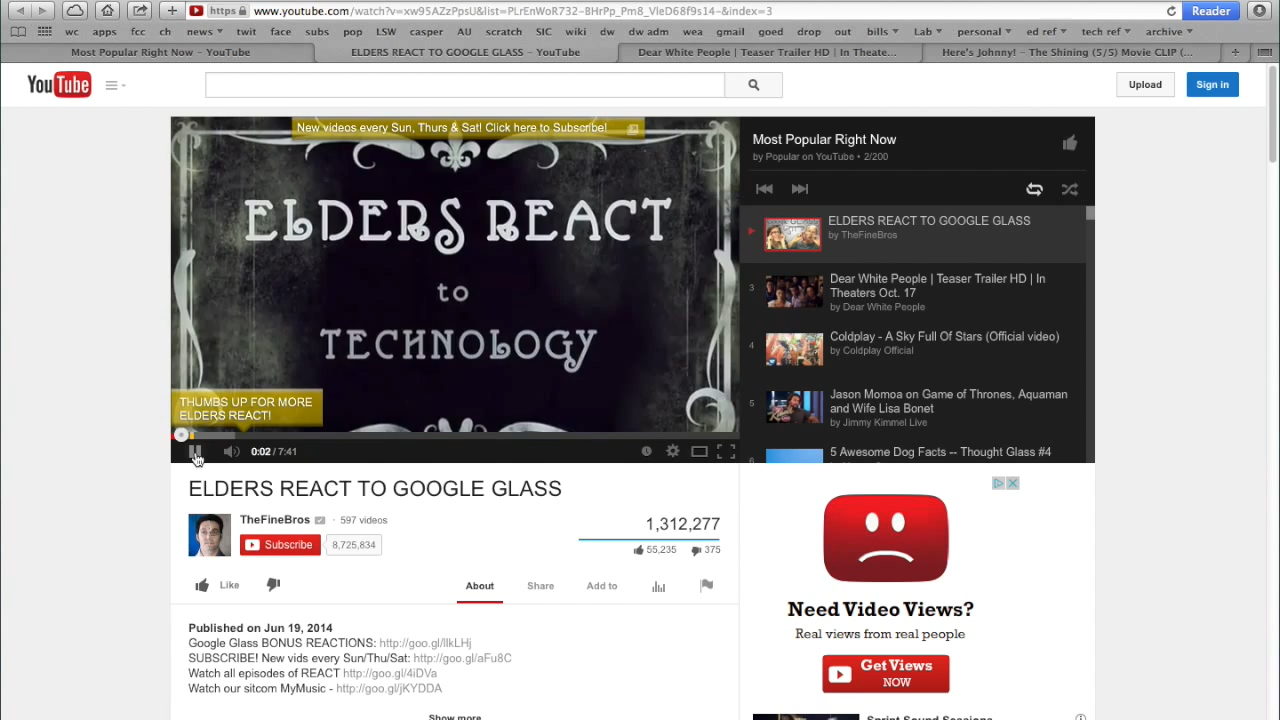 https www.youtube.com/watch?v=xw95AZzPpsU&list=PLrEnWoR732-BHrPp_Pm8_VleD68f9s14-&index=3 Reader
wc apps fcc ch news twit face subs pop LSW casper AU scratch SIC wiki dw dw adm wea gmail goed drop out bills Lab personal ed ref tech ref archive
Most Popular Right Now – YouTube ELDERS REACT TO GOOGLE GLASS – YouTube Dear White People | Teaser Trailer HD | In Theate... Here's Johnny! – The Shining (5/5) Movie CLIP (...
YouTube Upload Sign in
New videos every Sun, Thurs & Sat! Click here to Subscribe!
ELDERS REACT
to
TECHNOLOGY
THUMBS UP FOR MORE
ELDERS REACT!
0:02 / 7:41
Most Popular Right Now
by Popular on YouTube • 2/200
ELDERS REACT TO GOOGLE GLASS
by TheFineBros
3 Dear White People | Teaser Trailer HD | In
Theaters Oct. 17
by Dear White People
4 Coldplay - A Sky Full Of Stars (Official video)
by Coldplay Official
5 Jason Momoa on Game of Thrones, Aquaman
and Wife Lisa Bonet
by Jimmy Kimmel Live
5 Awesome Dog Facts -- Thought Glass #4
ELDERS REACT TO GOOGLE GLASS
TheFineBros · 597 videos
Subscribe 8,725,834
1,312,277
55,235 375
Like About Share Add to
Published on Jun 19, 2014
Google Glass BONUS REACTIONS: http://goo.gl/lIkLHj
SUBSCRIBE! New vids every Sun/Thu/Sat: http://goo.gl/aFu8C
Watch all episodes of REACT http://goo.gl/4iDVa
Watch our sitcom MyMusic - http://goo.gl/jKYDDA
Show more
Need Video Views?
Real views from real people
Get Views
NOW
Sprint Sound Sessions